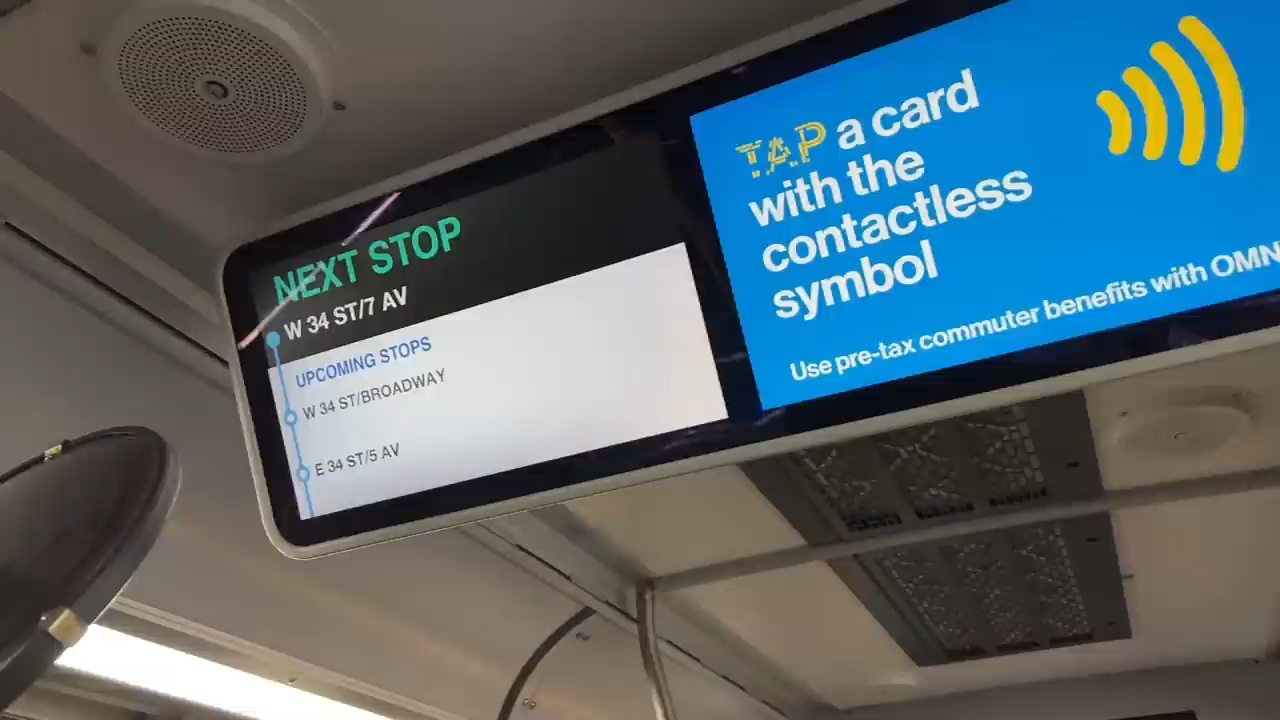 NEXT STOP
W 34 ST/7 AV
UPCOMING STOPS
W 34 ST/BROADWAY
E 34 ST/5 AV
TAP a card
with the
contactless
symbol
Use pre-tax commuter benefits with OMN